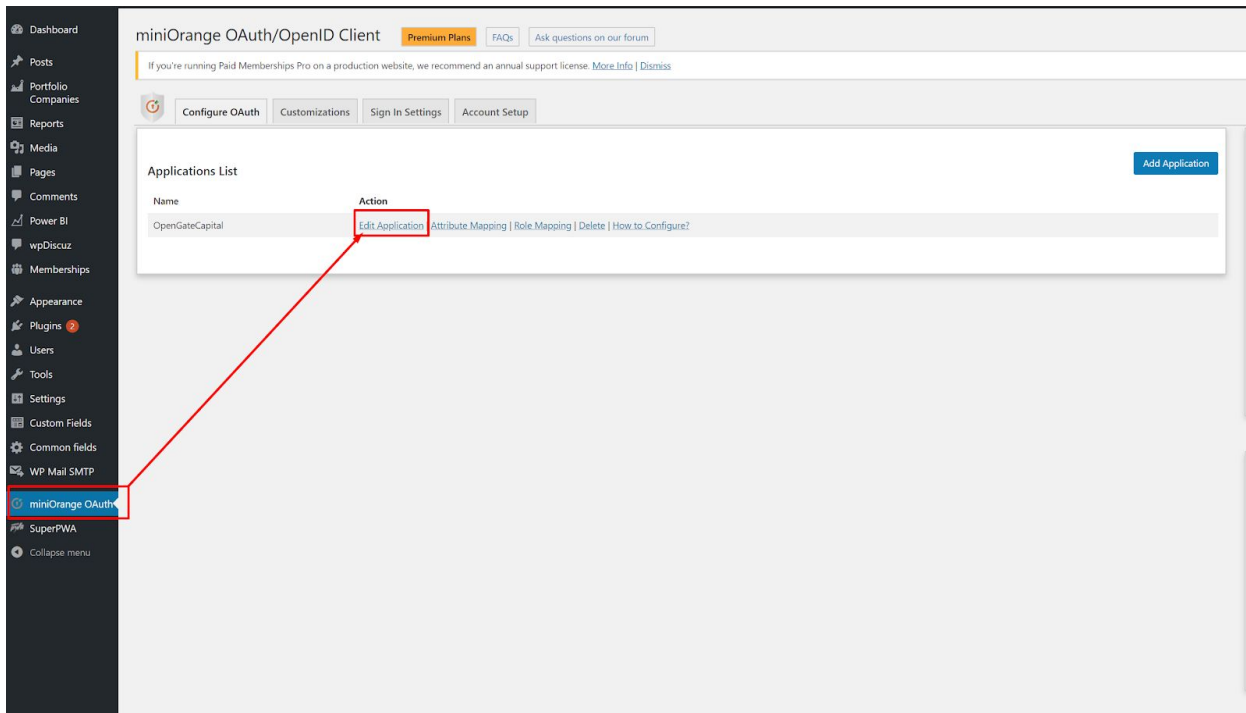 Dashboard
Posts
Portfolio
Companies
Reports
Media
Pages
Comments
Power BI
wpDiscuz
Memberships
Appearance
Plugins 2
Users
Tools
Settings
Custom Fields
Common fields
WP Mail SMTP
miniOrange OAuth
SuperPWA
Collapse menu
miniOrange OAuth/OpenID Client Premium Plans FAQs Ask questions on our forum
If you're running Paid Memberships Pro on a production website, we recommend an annual support license. More Info | Dismiss
Configure OAuth Customizations Sign In Settings Account Setup
Applications List Add Application
Name Action
OpenGateCapital Edit Application | Attribute Mapping | Role Mapping | Delete | How to Configure?